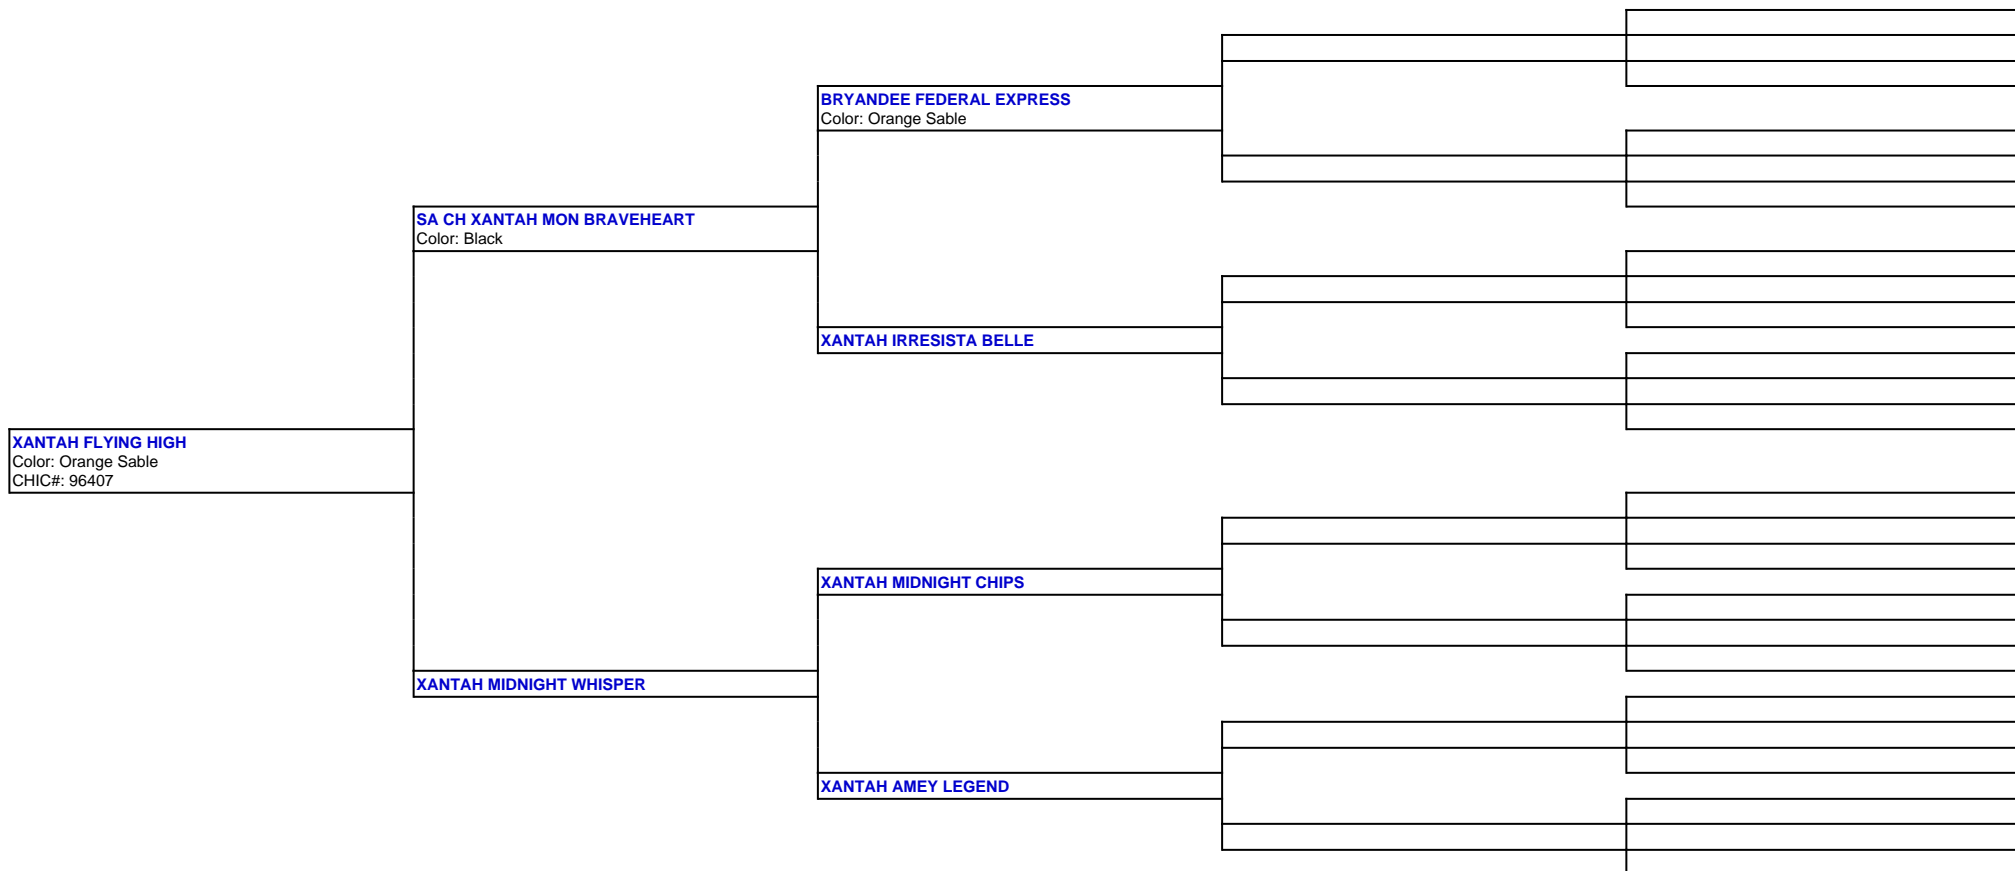 BRYANDEE FEDERAL EXPRESS
Color: Orange Sable
SA CH XANTAH MON BRAVEHEART
Color: Black
XANTAH IRRESISTA BELLE
XANTAH FLYING HIGH
Color: Orange Sable
CHIC#: 96407
XANTAH MIDNIGHT CHIPS
XANTAH MIDNIGHT WHISPER
XANTAH AMEY LEGEND